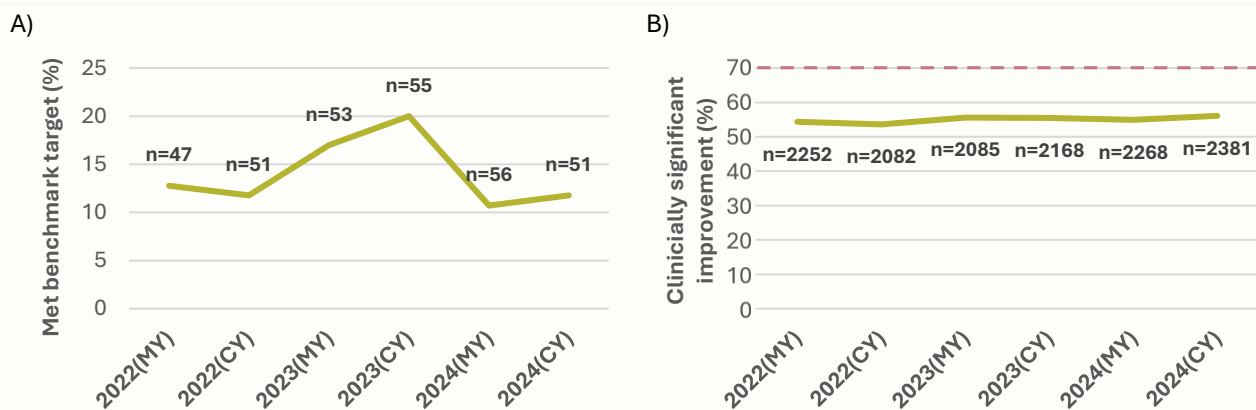 A)
Met benchmark target (%)
25
20
15
10
5
0
n=47
n=51
n=53
n=55
n=56
n=51
2022(MY)
2022(CY)
2023(MY)
2023(CY)
2024(MY)
2024(CY)
B)
Clinicially significant
improvement (%)
70
60
50
40
30
20
10
0
n=2252
n=2082
n=2085
n=2168
n=2268
n=2381
2022(MY)
2022(CY)
2023(MY)
2023(CY)
2024(MY)
2024(CY)